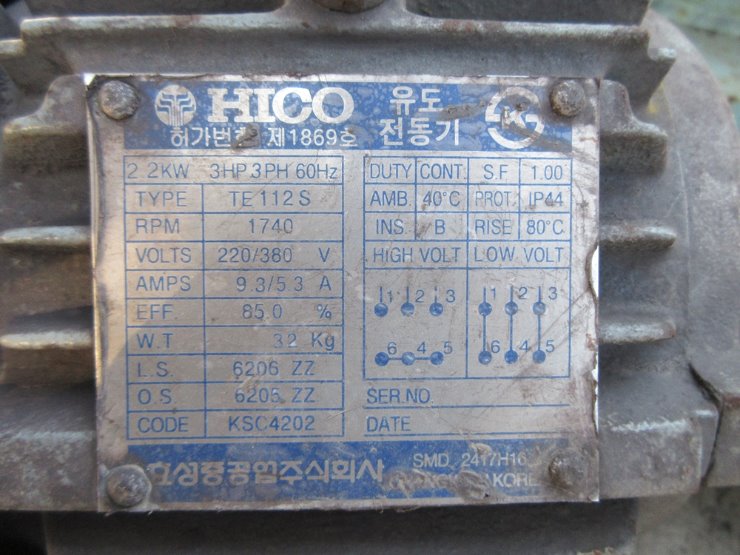 HICO 유도
허가번호 제1869호 전동기
2.2KW 3HP 3PH 60Hz
TYPE TE 112 S
RPM 1740
VOLTS 220/380 V
AMPS 9.3/5.3 A
EFF. 85.0 %
W.T 32 Kg
L.S. 6206 ZZ
O.S 6205 ZZ
CODE KSC4202
DUTY CONT. S.F. 1.00
AMB. 40°C PROT. IP44
INS. B RISE 80°C
HIGH VOLT LOW VOLT
1 2 3 1 2 3
6 4 5 6 4 5
SER.NO.
DATE
효성중공업주식회사
SMD